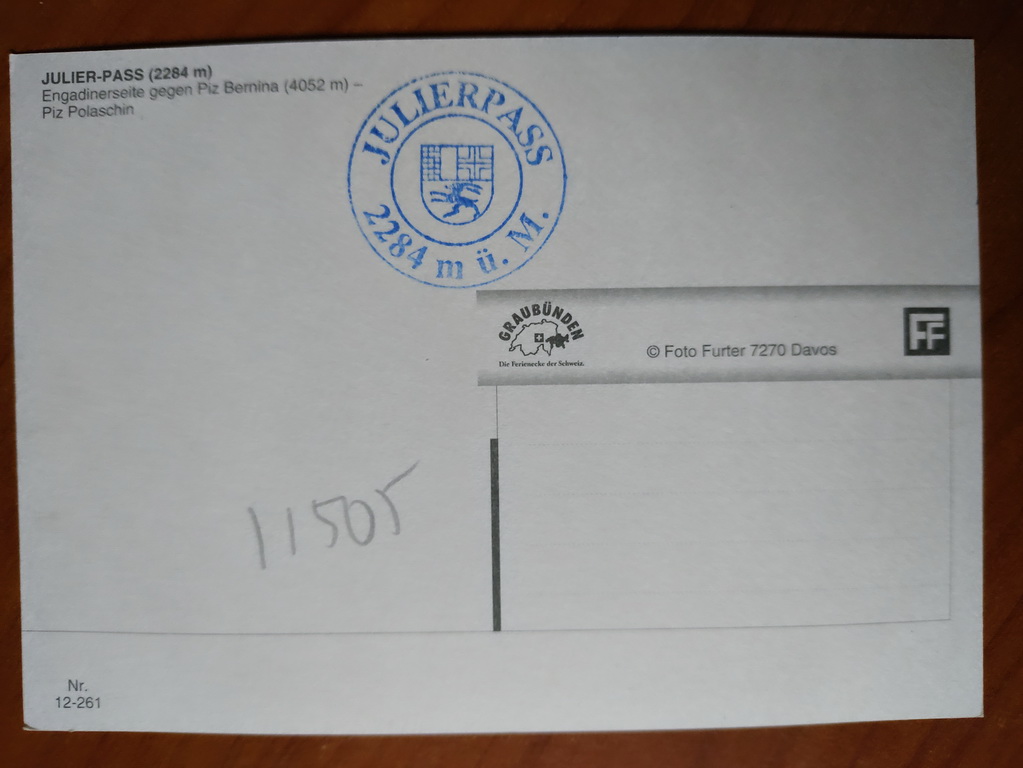 JULIER-PASS (2284 m)
Engadinerseite gegen Piz Bernina (4052 m) –
Piz Polaschin
JULIERPASS
2284 m ü. M.
GRAUBÜNDEN
Die Ferienecke der Schweiz.
© Foto Furter 7270 Davos
FF
11505
Nr.
12-261